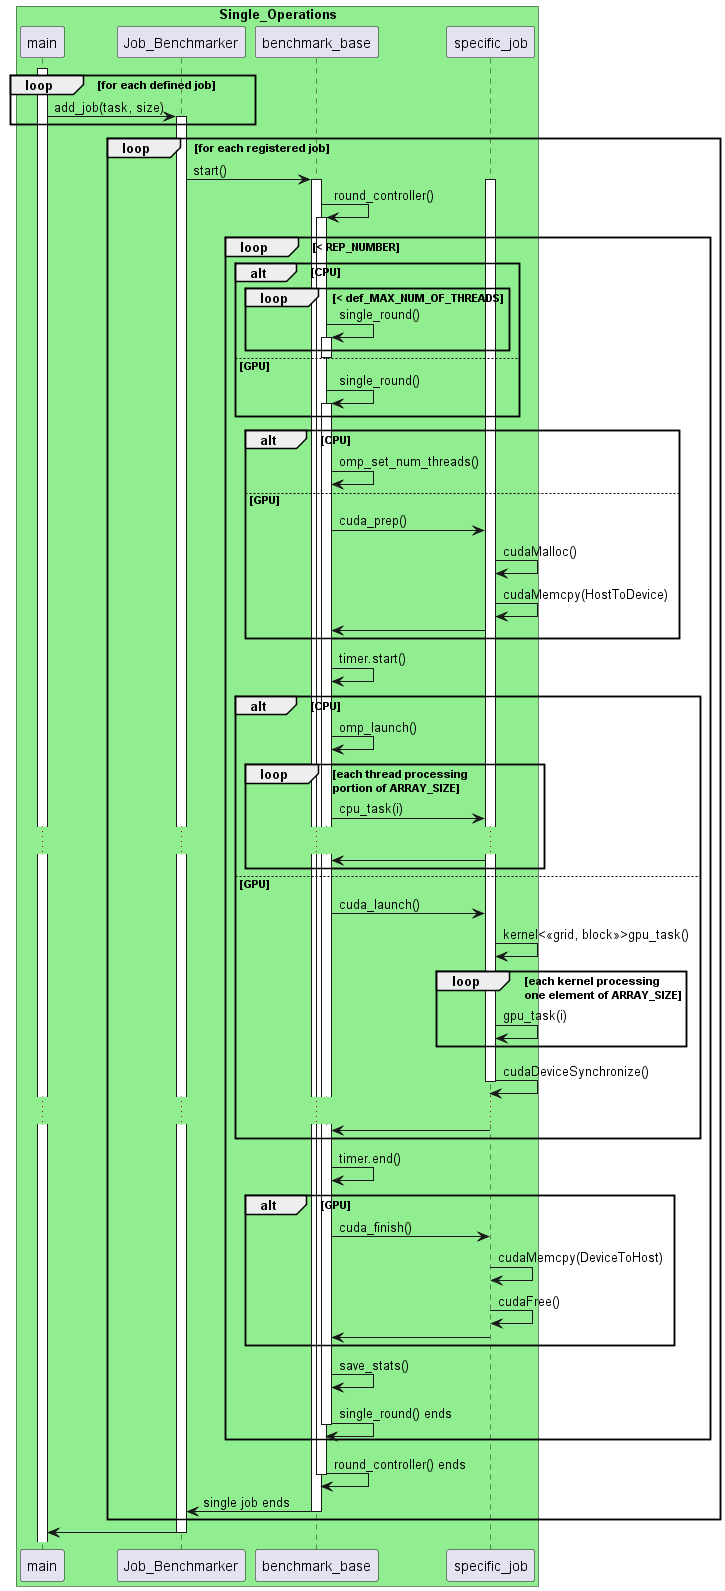 Single_Operations
main
Job_Benchmarker
benchmark_base
specific_job
loop
[for each defined job]
add_job(task, size)
loop
[for each registered job]
start()
round_controller()
loop
[< REP_NUMBER]
alt
[CPU]
loop
[< def_MAX_NUM_OF_THREADS]
single_round()
[GPU]
single_round()
alt
[CPU]
omp_set_num_threads()
[GPU]
cuda_prep()
cudaMalloc()
cudaMemcpy(HostToDevice)
timer.start()
alt
[CPU]
omp_launch()
loop
[each thread processing
portion of ARRAY_SIZE]
cpu_task(i)
[GPU]
cuda_launch()
kernel<«grid, block»>gpu_task()
loop
[each kernel processing
one element of ARRAY_SIZE]
gpu_task(i)
cudaDeviceSynchronize()
timer.end()
alt
[GPU]
cuda_finish()
cudaMemcpy(DeviceToHost)
cudaFree()
save_stats()
single_round() ends
round_controller() ends
single job ends
main
Job_Benchmarker
benchmark_base
specific_job